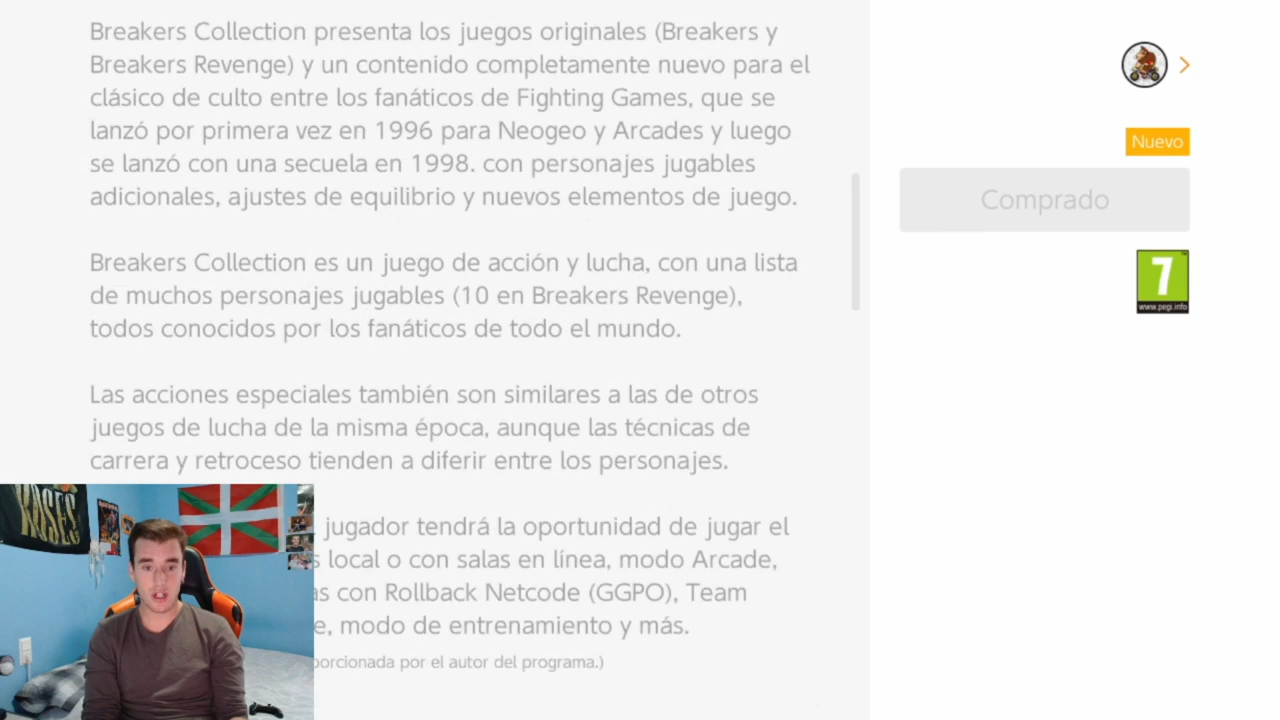 Breakers Collection presenta los juegos originales (Breakers y
Breakers Revenge) y un contenido completamente nuevo para el
clásico de culto entre los fanáticos de Fighting Games, que se
lanzó por primera vez en 1996 para Neogeo y Arcades y luego
se lanzó con una secuela en 1998. con personajes jugables
adicionales, ajustes de equilibrio y nuevos elementos de juego.
Breakers Collection es un juego de acción y lucha, con una lista
de muchos personajes jugables (10 en Breakers Revenge),
todos conocidos por los fanáticos de todo el mundo.
Las acciones especiales también son similares a las de otros
juegos de lucha de la misma época, aunque las técnicas de
carrera y retroceso tienden a diferir entre los personajes.
jugador tendrá la oportunidad de jugar el
s local o con salas en línea, modo Arcade,
as con Rollback Netcode (GGPO), Team
e, modo de entrenamiento y más.
porcionada por el autor del programa.)
Nuevo
Comprado
7
www.pegi.info
ROSES